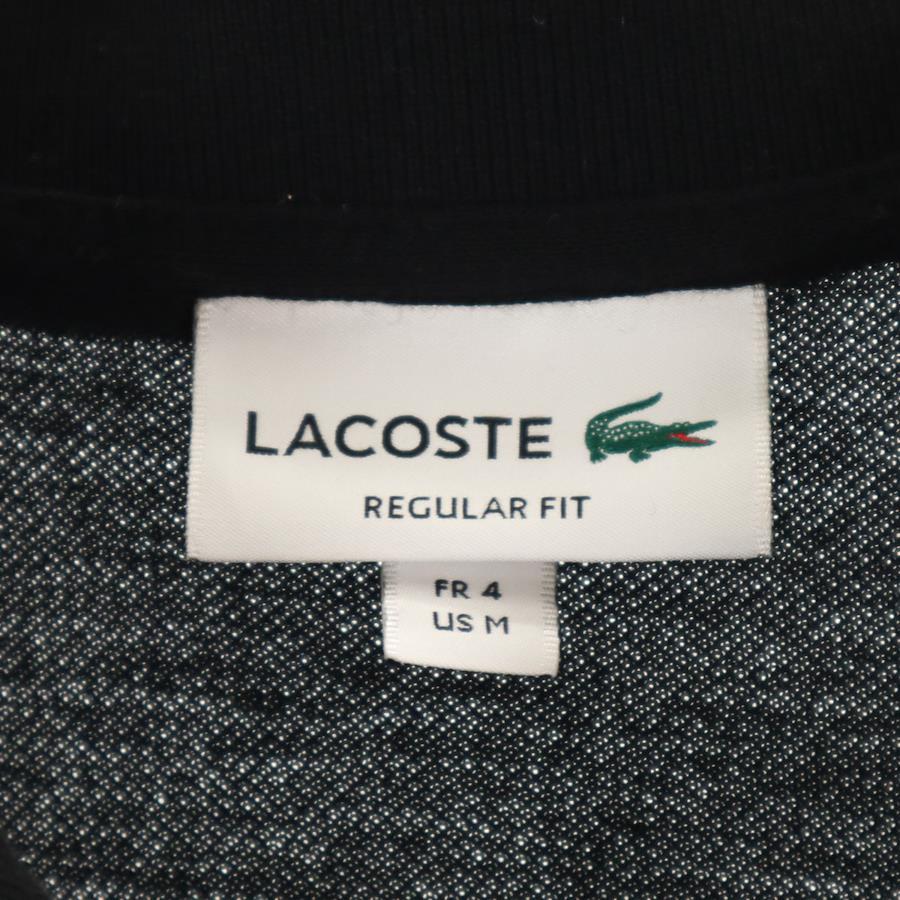 LACOSTE
REGULAR FIT
FR 4
US M